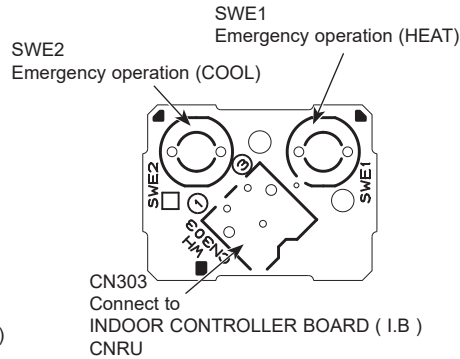 SWE1
Emergency operation (HEAT)
SWE2
Emergency operation (COOL)
SWE2
3
SWE1
1
CN303
WH
CN303
Connect to
INDOOR CONTROLLER BOARD ( I.B )
CNRU
)